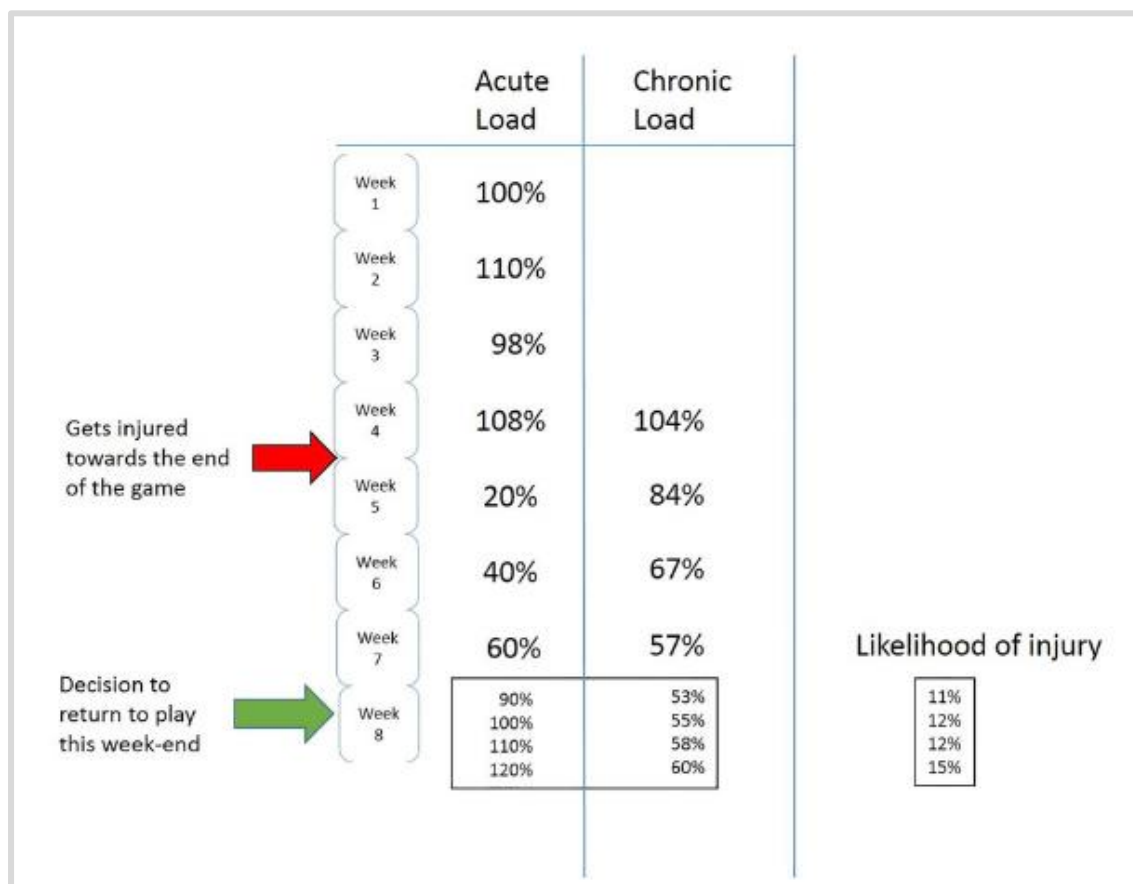 Acute Load
Chronic Load
Week 1
100%
Week 2
110%
Week 3
98%
Gets injured
towards the end
of the game
Week 4
108%
104%
Week 5
20%
84%
Week 6
40%
67%
Week 7
60%
57%
Likelihood of injury
Decision to
return to play
this week-end
Week 8
90%
53%
11%
100%
55%
12%
110%
58%
12%
120%
60%
15%